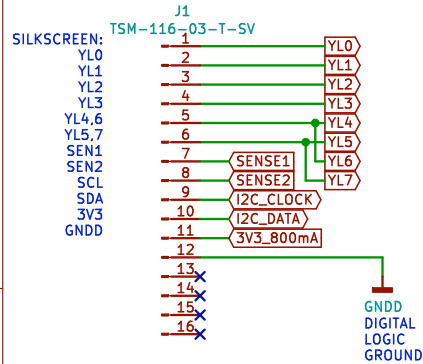 J1
TSM-116-03-T-SV
SILKSCREEN:
YL0
YL1
YL2
YL3
YL4,6
YL5,7
SEN1
SEN2
SCL
SDA
3V3
GNDD
1 YL0
2 YL1
3 YL2
4 YL3
5 YL4
6 YL5
YL6
7 SENSE1
YL7
8 SENSE2
9 I2C_CLOCK
10 I2C_DATA
11 3V3_800mA
12
13
14
15
16
GNDD
DIGITAL
LOGIC
GROUND